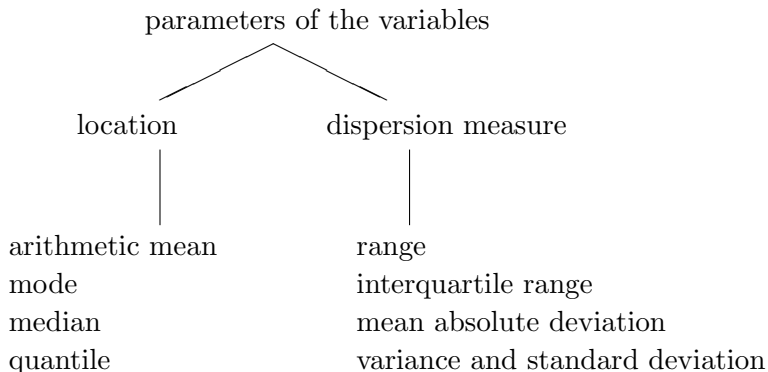 parameters of the variables
location
dispersion measure
arithmetic mean
mode
median
quantile
range
interquartile range
mean absolute deviation
variance and standard deviation